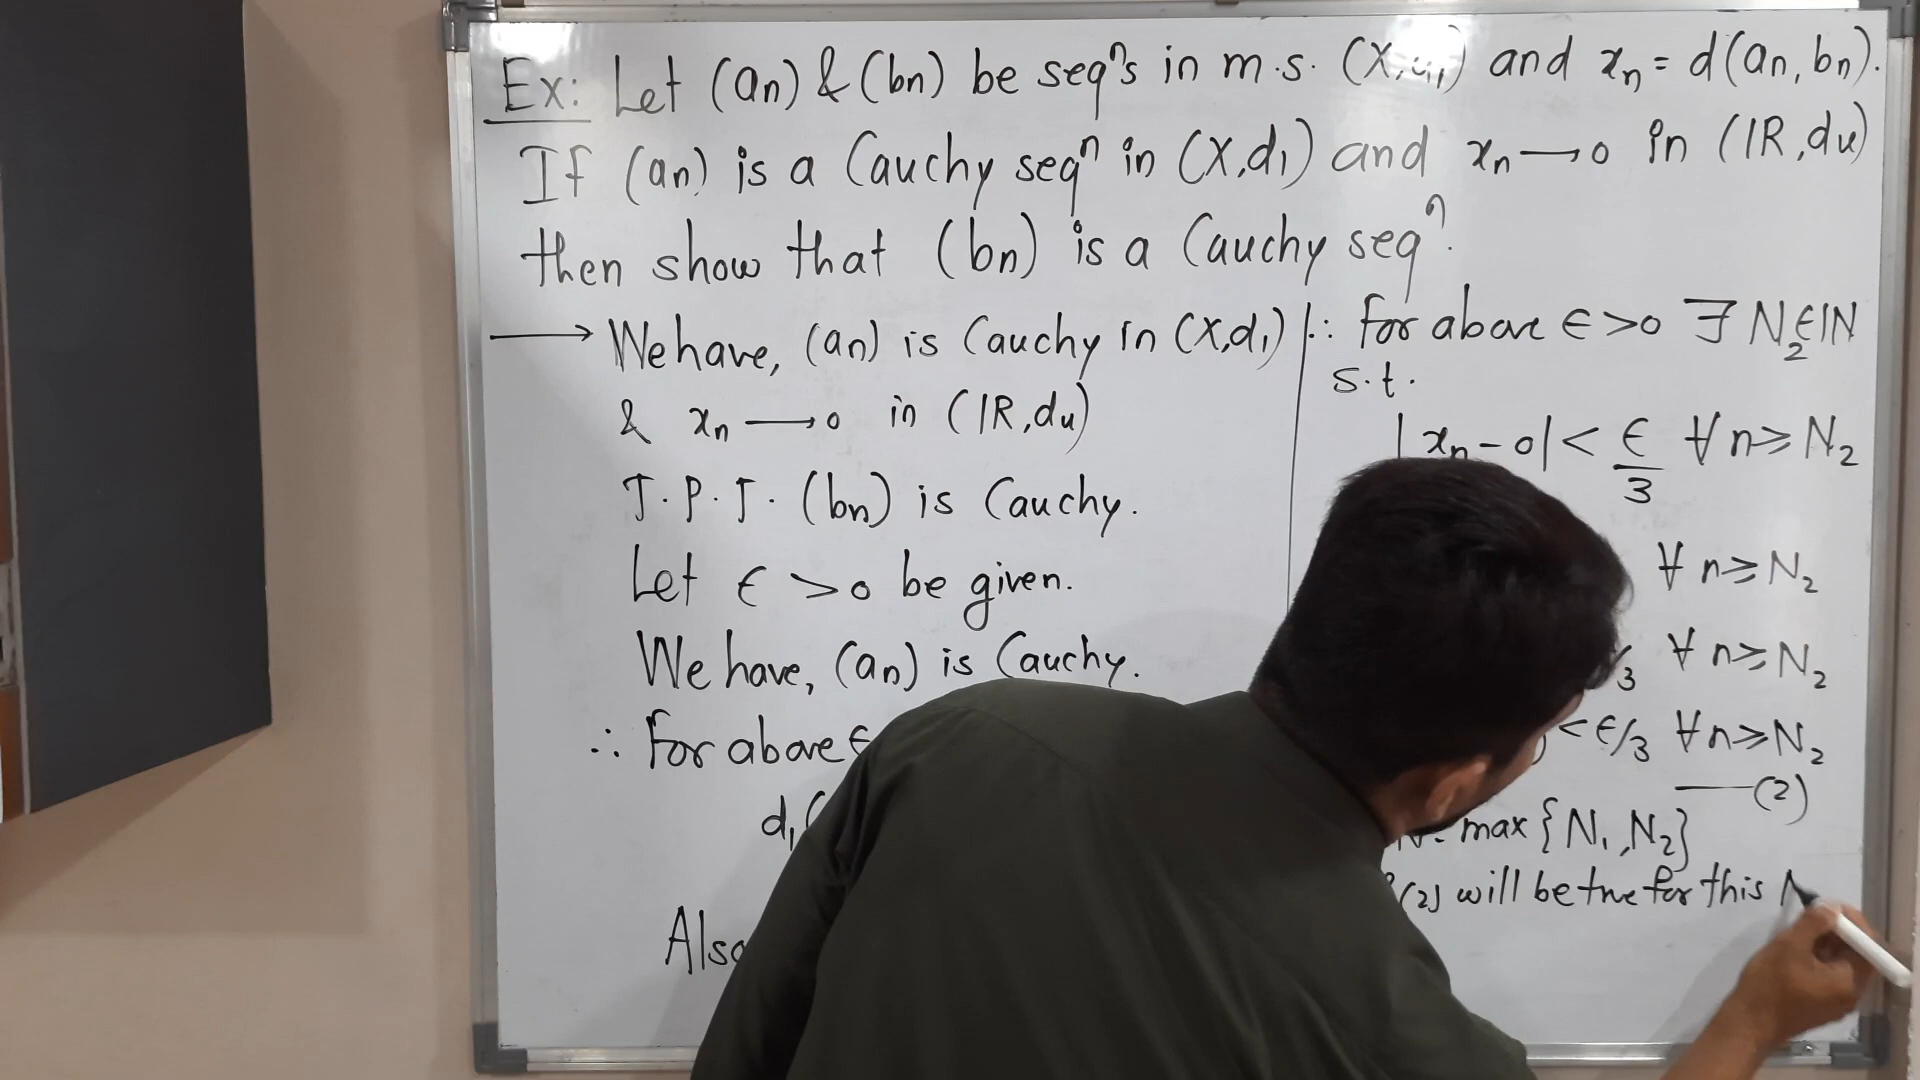 Ex: Let (an) & (bn) be seqⁿs in m.s. (X,d₁) and xn = d(an, bn).
If (an) is a Cauchy seqⁿ in (X,d₁) and xn → 0 in (IR, du)
then show that (bn) is a Cauchy seqⁿ.
→ We have, (an) is Cauchy in (X,d₁)
& xn → 0 in (IR, du)
T.P.T. (bn) is Cauchy.
Let ϵ > 0 be given.
We have, (an) is Cauchy.
∴ For above ϵ
d₁(
Also
∴ for above ϵ > 0 ∃ N₂ ∈ IN
s.t.
|xn - 0| < ϵ/3 ∀ n ≥ N₂
∀ n ≥ N₂
/3 ∀ n ≥ N₂
) < ϵ/3 ∀ n ≥ N₂
—(2)
max {N₁, N₂}
(2) will be true for this N